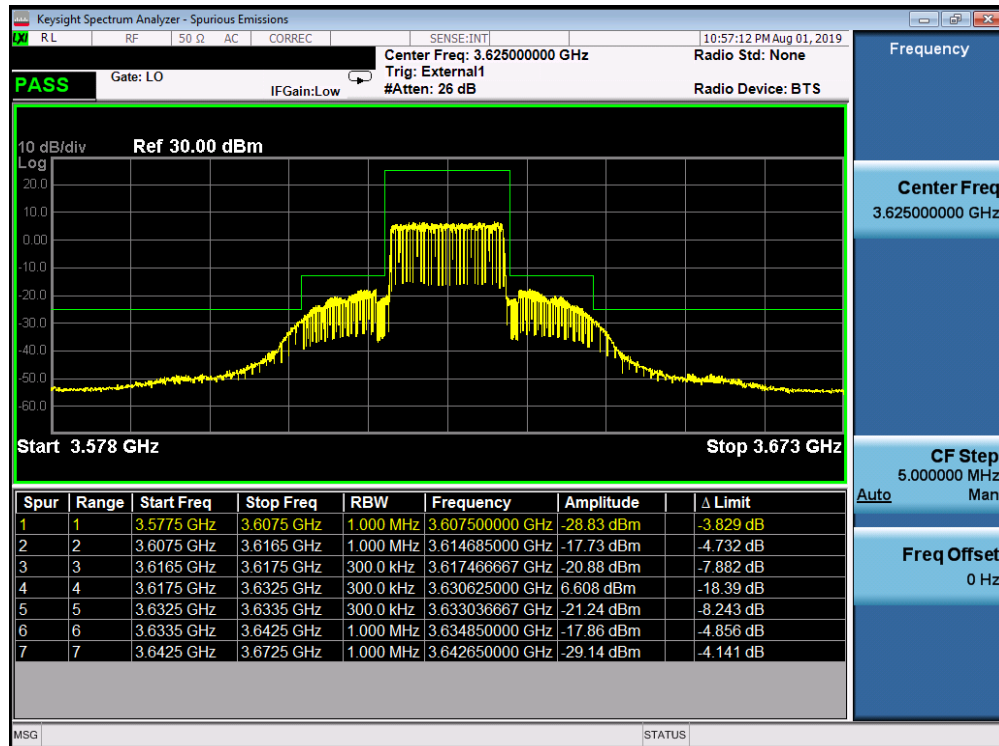 Keysight Spectrum Analyzer - Spurious Emissions
LXI RL RF 50 Ω AC CORREC SENSE:INT 10:57:12 PM Aug 01, 2019
Center Freq: 3.625000000 GHz Radio Std: None
Gate: LO Trig: External1
PASS IFGain:Low #Atten: 26 dB Radio Device: BTS
Frequency
10 dB/div Ref 30.00 dBm
Log
20.0
10.0
0.00
-10.0
-20.0
-30.0
-40.0
-50.0
-60.0
Start 3.578 GHz Stop 3.673 GHz
Center Freq
3.625000000 GHz
CF Step
5.000000 MHz
Auto Man
Freq Offset
0 Hz
Spur Range Start Freq Stop Freq RBW Frequency Amplitude Δ Limit
1 1 3.5775 GHz 3.6075 GHz 1.000 MHz 3.607500000 GHz -28.83 dBm -3.829 dB
2 2 3.6075 GHz 3.6165 GHz 1.000 MHz 3.614685000 GHz -17.73 dBm -4.732 dB
3 3 3.6165 GHz 3.6175 GHz 300.0 kHz 3.617466667 GHz -20.88 dBm -7.882 dB
4 4 3.6175 GHz 3.6325 GHz 300.0 kHz 3.630625000 GHz 6.608 dBm -18.39 dB
5 5 3.6325 GHz 3.6335 GHz 300.0 kHz 3.633036667 GHz -21.24 dBm -8.243 dB
6 6 3.6335 GHz 3.6425 GHz 1.000 MHz 3.634850000 GHz -17.86 dBm -4.856 dB
7 7 3.6425 GHz 3.6725 GHz 1.000 MHz 3.642650000 GHz -29.14 dBm -4.141 dB
MSG STATUS